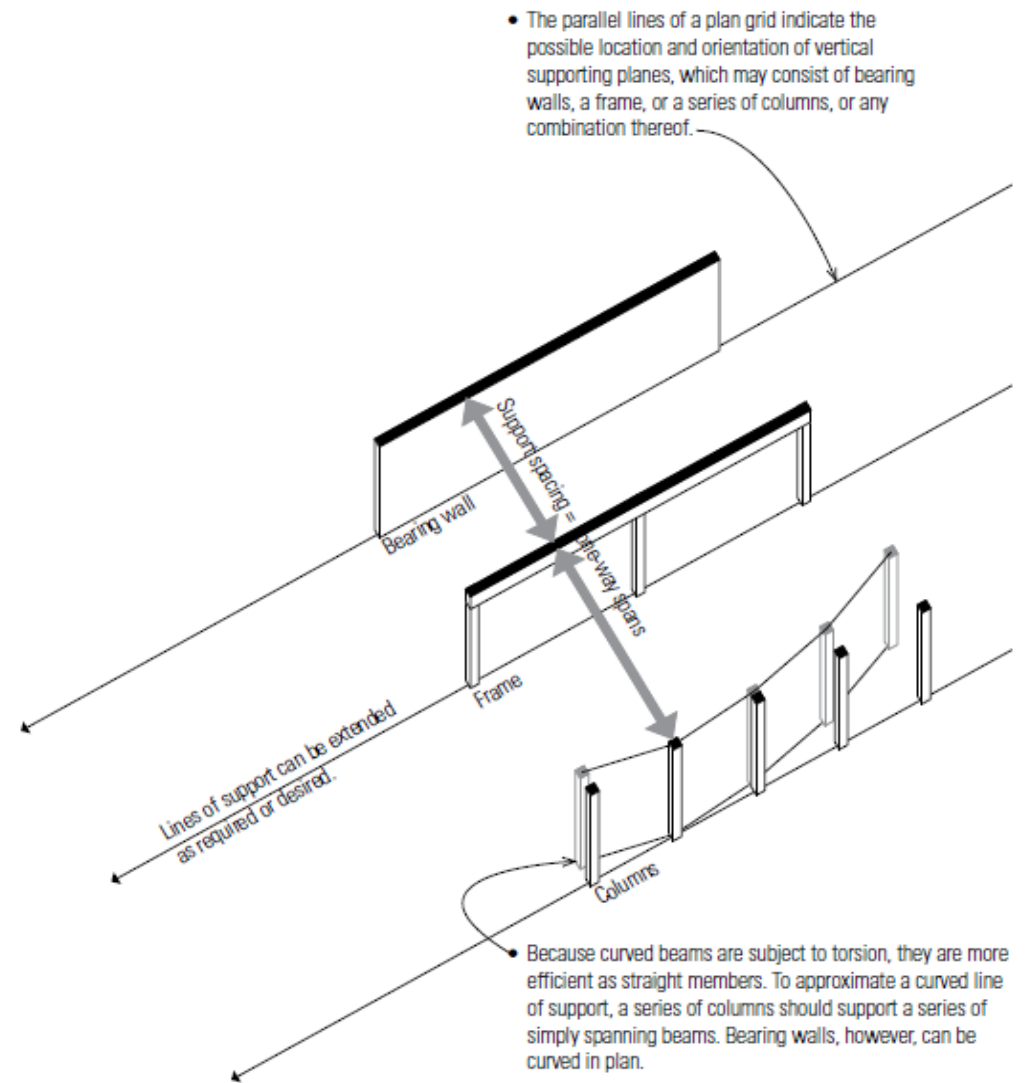 • The parallel lines of a plan grid indicate the
possible location and orientation of vertical
supporting planes, which may consist of bearing
walls, a frame, or a series of columns, or any
combination thereof.
Support spacing = one-way spans
Bearing wall
Frame
Lines of support can be extended
as required or desired.
Columns
• Because curved beams are subject to torsion, they are more
efficient as straight members. To approximate a curved line
of support, a series of columns should support a series of
simply spanning beams. Bearing walls, however, can be
curved in plan.